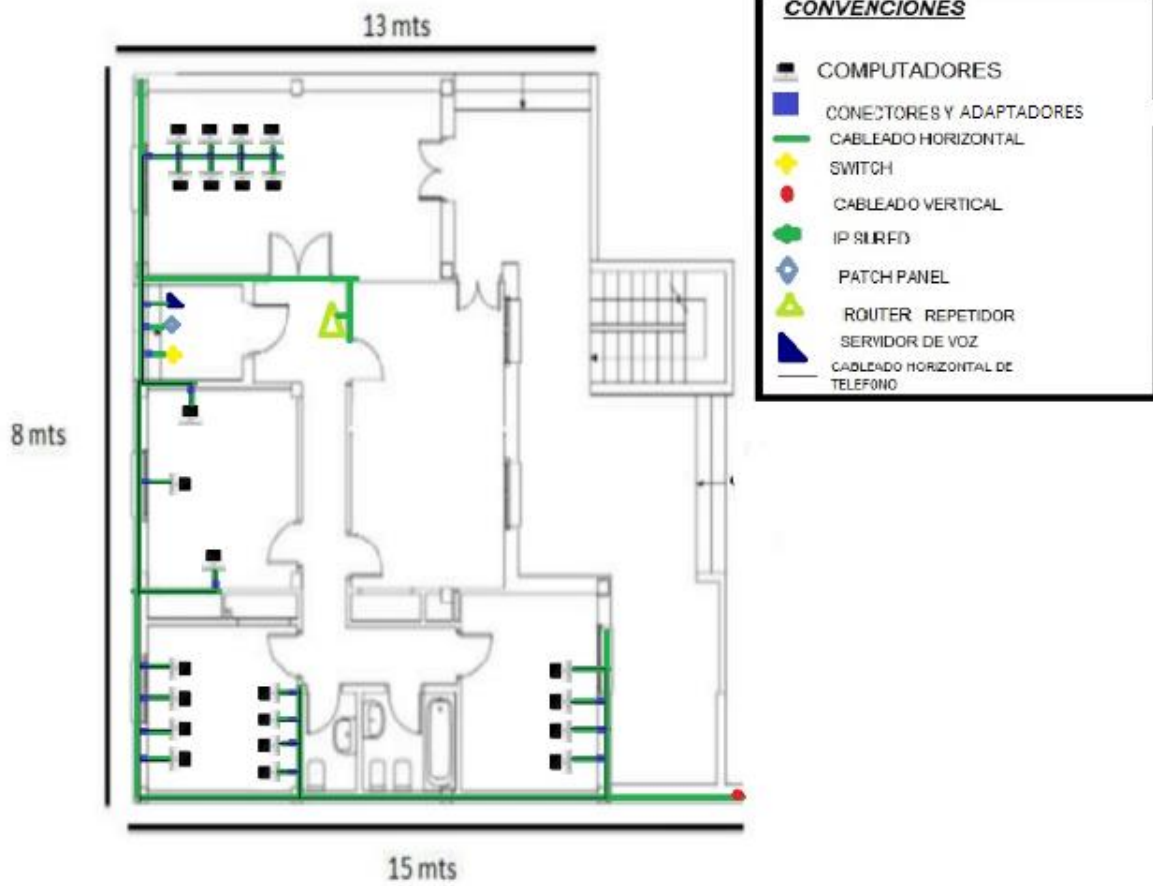 13 mts
8 mts
15 mts
CONVENCIONES
COMPUTADORES
CONECTORES Y ADAPTADORES
CABLEADO HORIZONTAL
SWITCH
CABLEADO VERTICAL
IP SURED
PATCH PANEL
ROUTER REPETIDOR
SERVIDOR DE VOZ
CABLEADO HORIZONTAL DE
TELEFONO